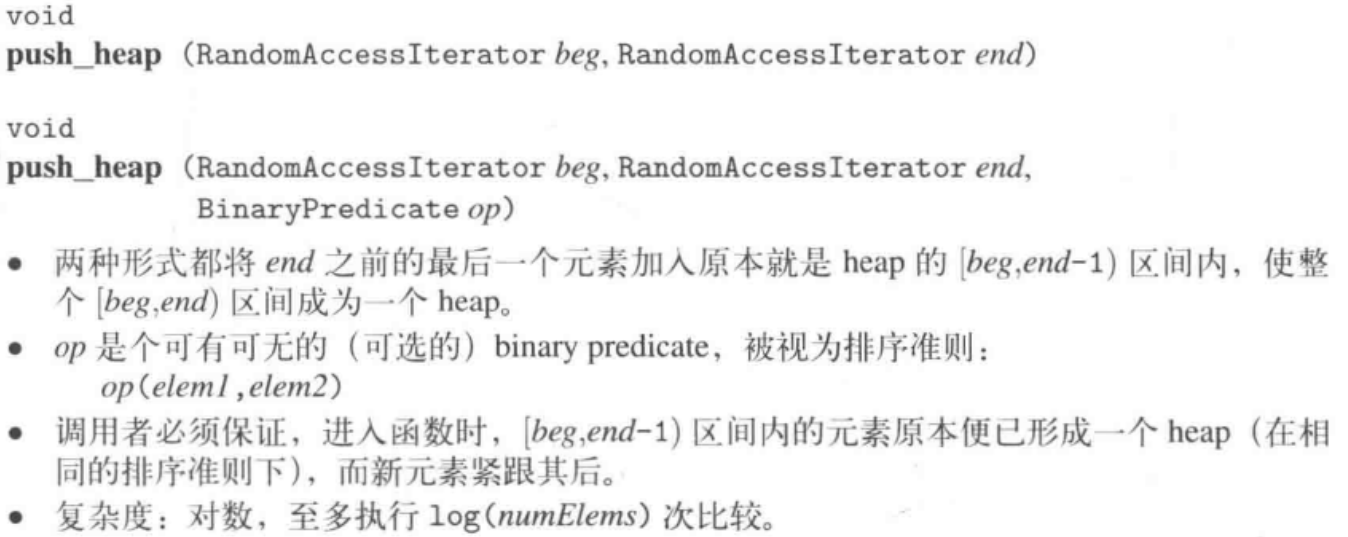 void
push_heap (RandomAccessIterator beg, RandomAccessIterator end)
void
push_heap (RandomAccessIterator beg, RandomAccessIterator end,
BinaryPredicate op)
• 两种形式都将 end 之前的最后一个元素加入原本就是 heap 的 [beg,end-1) 区间内，使整
个 [beg,end) 区间成为一个 heap。
• op 是个可有可无的（可选的）binary predicate，被视为排序准则：
op(elem1,elem2)
• 调用者必须保证，进入函数时，[beg,end-1) 区间内的元素原本便已形成一个 heap（在相
同的排序准则下），而新元素紧跟其后。
• 复杂度：对数，至多执行 log(numElems) 次比较。